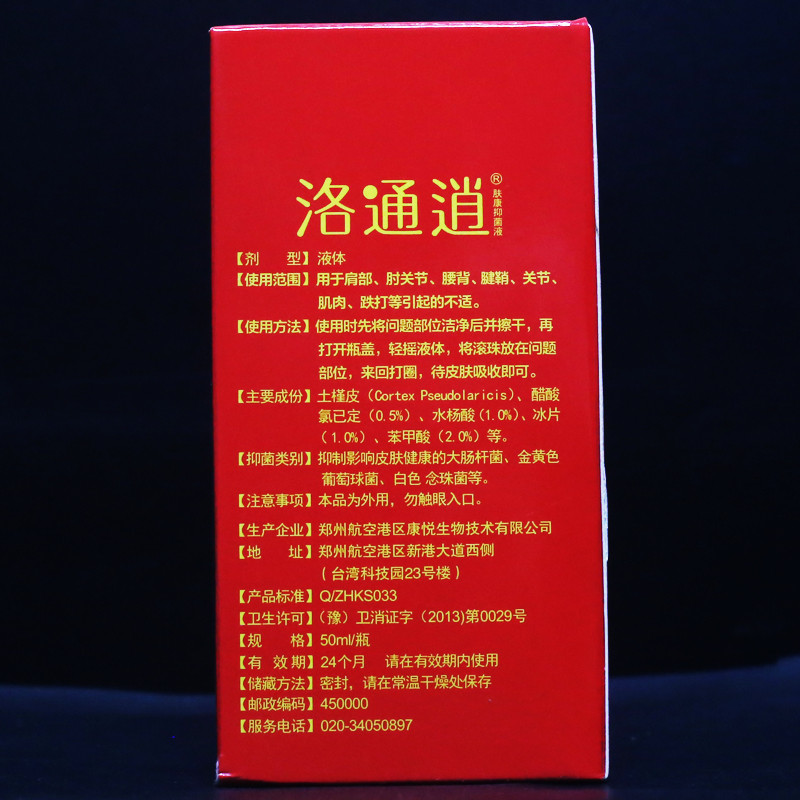 洛通逍®
肤康抑菌液
【剂 型】液体
【使用范围】用于肩部、肘关节、腰背、腱鞘、关节、
肌肉、跌打等引起的不适。
【使用方法】使用时先将问题部位洁净后并擦干，再
打开瓶盖，轻摇液体，将滚珠放在问题
部位，来回打圈，待皮肤吸收即可。
【主要成份】土槿皮（Cortex Pseudolaricis）、醋酸
氯已定（0.5%）、水杨酸（1.0%）、冰片
（1.0%）、苯甲酸（2.0%）等。
【抑菌类别】抑制影响皮肤健康的大肠杆菌、金黄色
葡萄球菌、白色 念珠菌等。
【注意事项】本品为外用，勿触眼入口。
【生产企业】郑州航空港区康悦生物技术有限公司
【地 址】郑州航空港区新港大道西侧
（台湾科技园23号楼）
【产品标准】Q/ZHKS033
【卫生许可】（豫）卫消证字（2013)第0029号
【规 格】50ml/瓶
【有 效 期】24个月 请在有效期内使用
【储藏方法】密封，请在常温干燥处保存
【邮政编码】450000
【服务电话】020-34050897